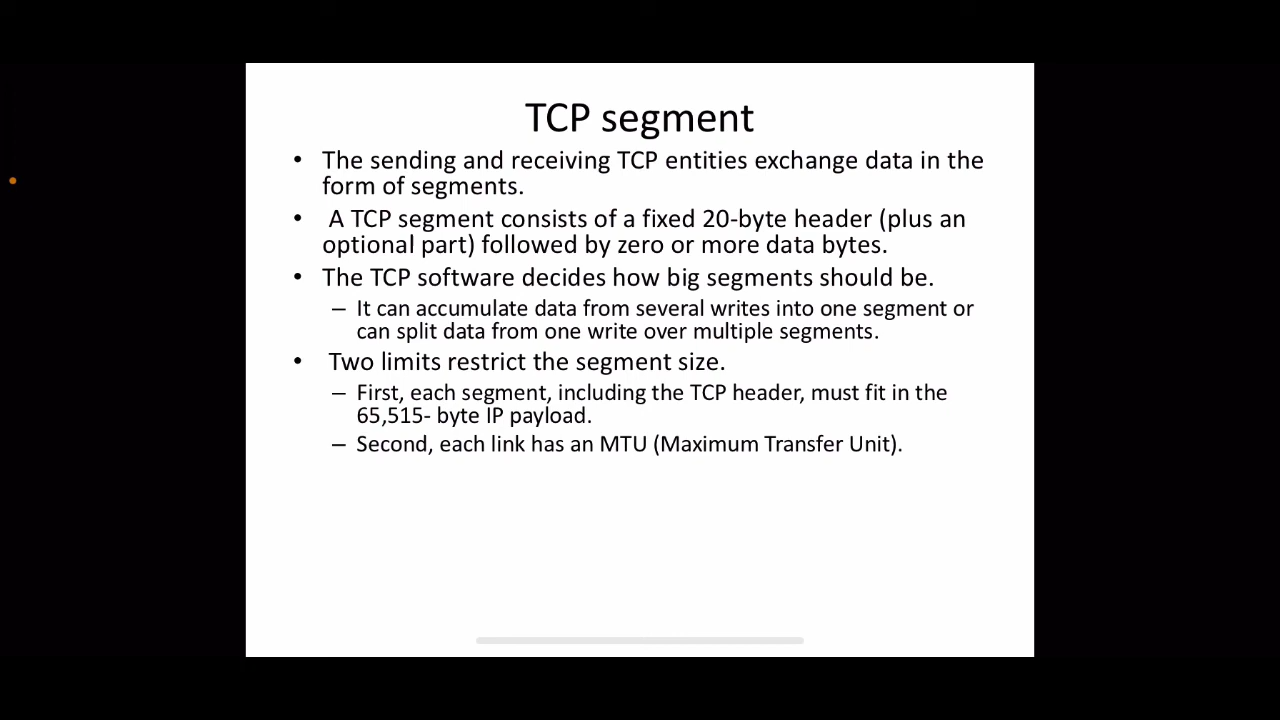 TCP segment
• The sending and receiving TCP entities exchange data in the
form of segments.
• A TCP segment consists of a fixed 20-byte header (plus an
optional part) followed by zero or more data bytes.
• The TCP software decides how big segments should be.
– It can accumulate data from several writes into one segment or
can split data from one write over multiple segments.
• Two limits restrict the segment size.
– First, each segment, including the TCP header, must fit in the
65,515- byte IP payload.
– Second, each link has an MTU (Maximum Transfer Unit).